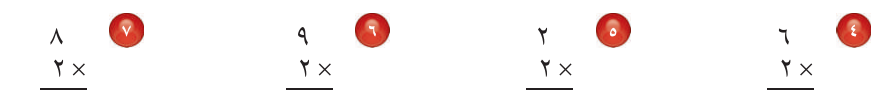 ٤ ٦ ٥ ٢ ٦ ٩ ٧ ٨
× ٢ × ٢ × ٢ × ٢